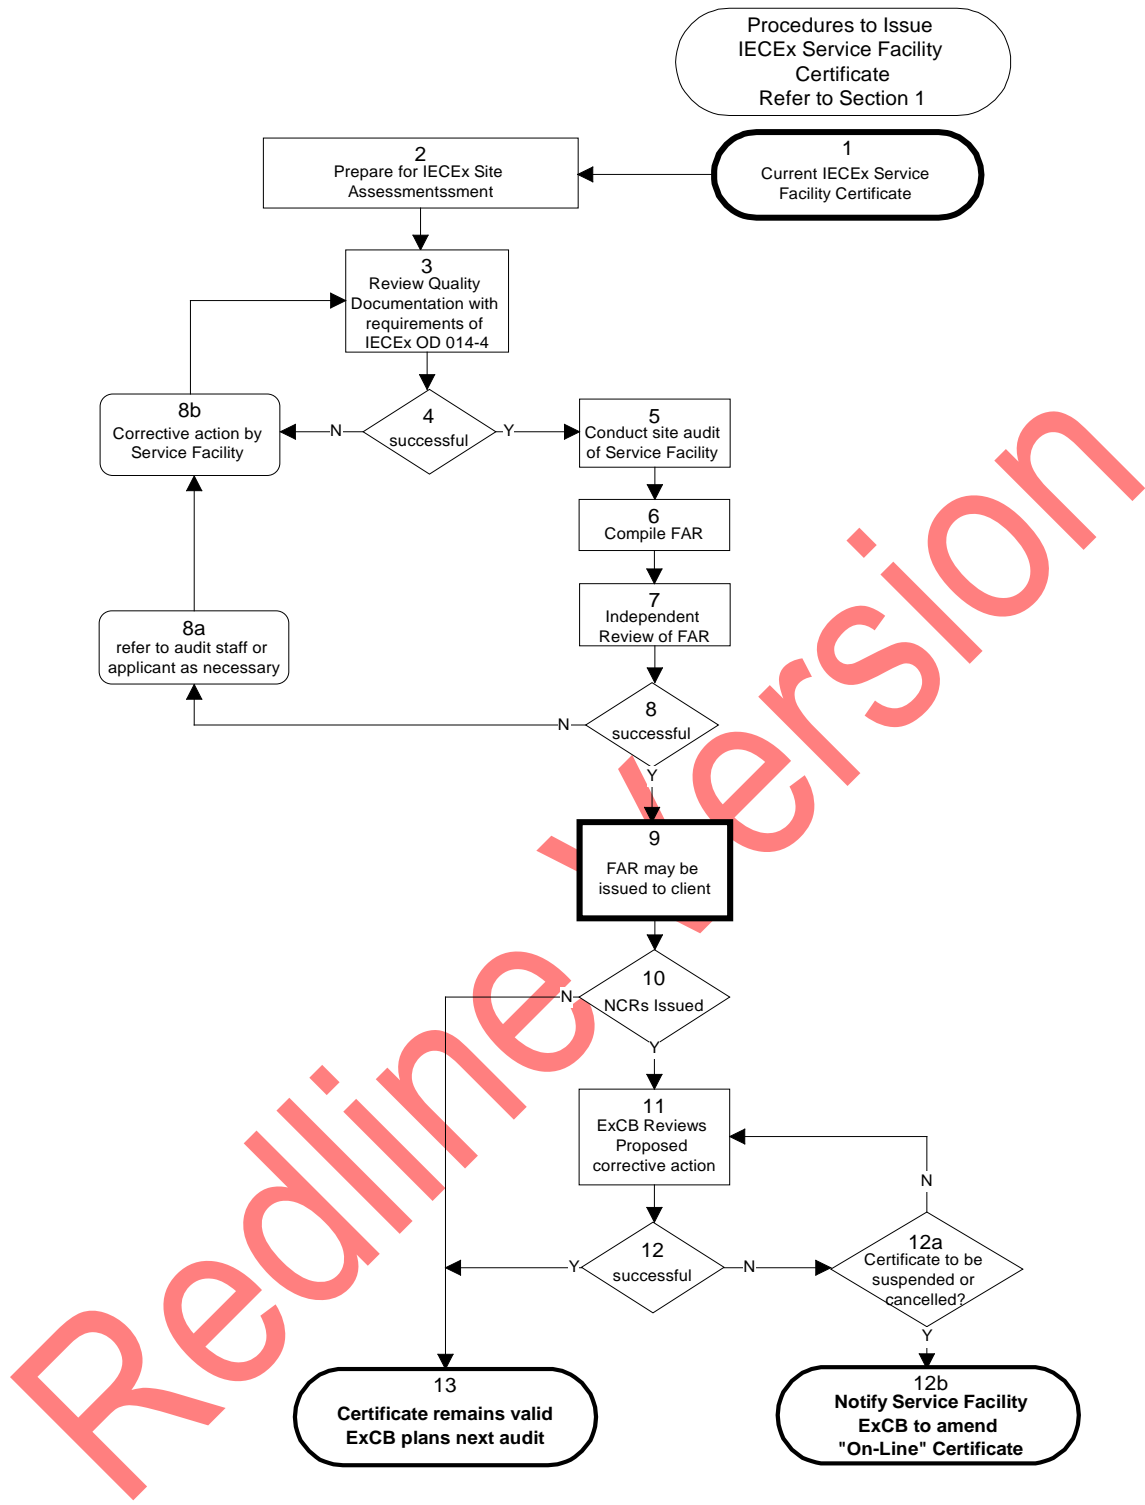 Procedures to Issue
IECEx Service Facility
Certificate
Refer to Section 1
1
Current IECEx Service
Facility Certificate
2
Prepare for IECEx Site
Assessmentssment
3
Review Quality
Documentation with
requirements of
IECEx OD 014-4
4
successful
N
Y
8b
Corrective action by
Service Facility
5
Conduct site audit
of Service Facility
6
Compile FAR
7
Independent
Review of FAR
8a
refer to audit staff or
applicant as necessary
8
successful
N
Y
9
FAR may be
issued to client
10
NCRs Issued
N
Y
11
ExCB Reviews
Proposed
corrective action
N
12
successful
Y
N
12a
Certificate to be
suspended or
cancelled?
Y
13
Certificate remains valid
ExCB plans next audit
12b
Notify Service Facility
ExCB to amend
"On-Line" Certificate
Redline Version